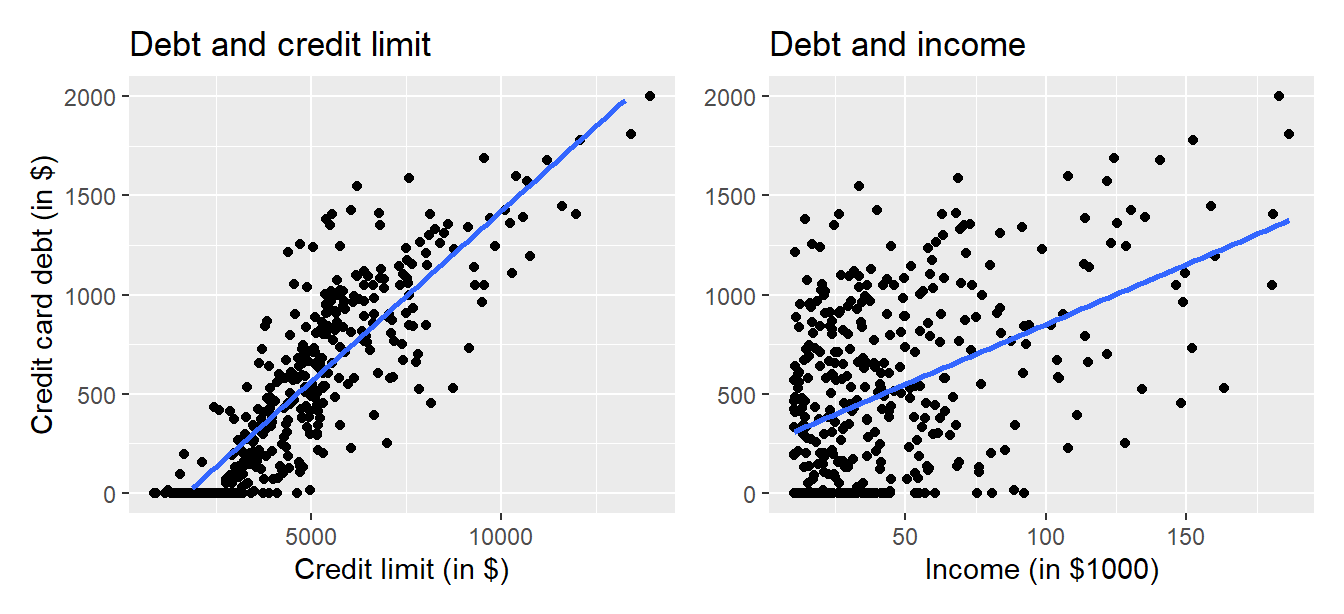 Debt and credit limit
Credit card debt (in $)
2000
1500
1000
500
0
5000 10000
Credit limit (in $)
Debt and income
2000
1500
1000
500
0
50 100 150
Income (in $1000)